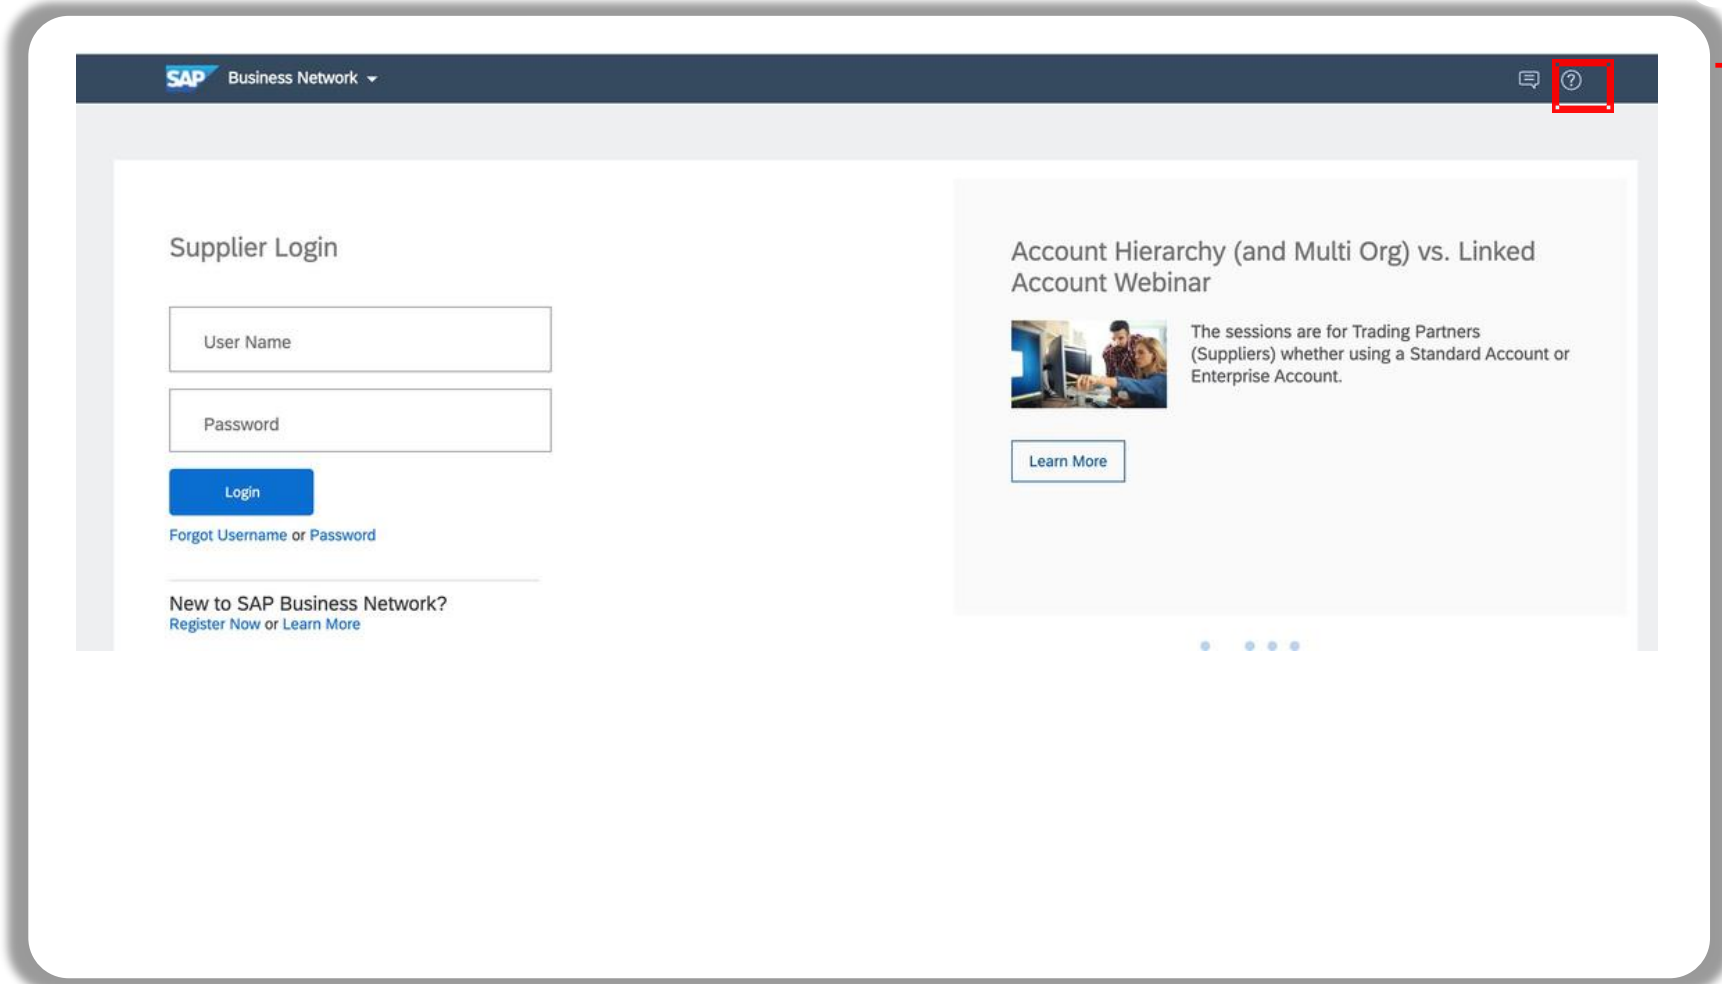 SAP Business Network
Supplier Login
User Name
Password
Login
Forgot Username or Password
New to SAP Business Network?
Register Now or Learn More
Account Hierarchy (and Multi Org) vs. Linked
Account Webinar
The sessions are for Trading Partners
(Suppliers) whether using a Standard Account or
Enterprise Account.
Learn More